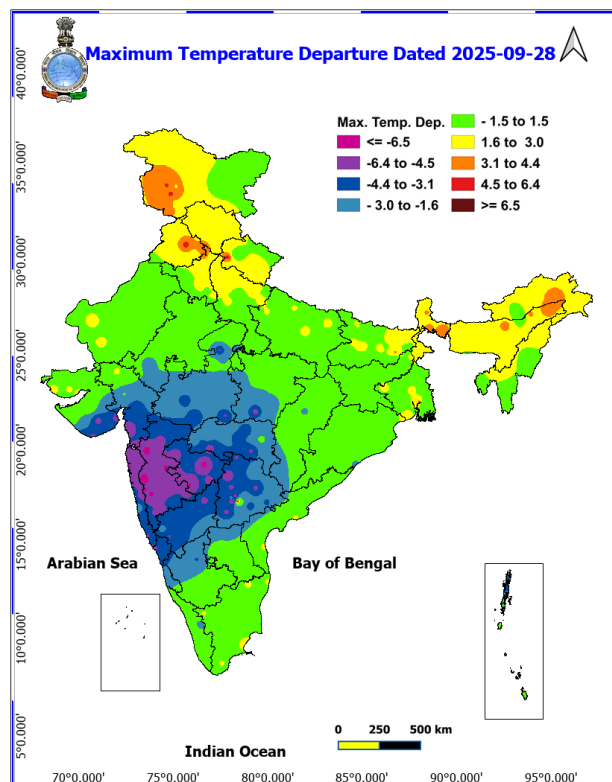 Maximum Temperature Departure Dated 2025-09-28
Max. Temp. Dep.
<= -6.5
-6.4 to -4.5
-4.4 to -3.1
- 3.0 to -1.6
- 1.5 to 1.5
1.6 to 3.0
3.1 to 4.4
4.5 to 6.4
>= 6.5
40°0.000'
35°0.000'
30°0.000'
25°0.000'
20°0.000'
15°0.000'
10°0.000'
5°0.000'
Arabian Sea
Bay of Bengal
Indian Ocean
0 250 500 km
70°0.000' 75°0.000' 80°0.000' 85°0.000' 90°0.000' 95°0.000'